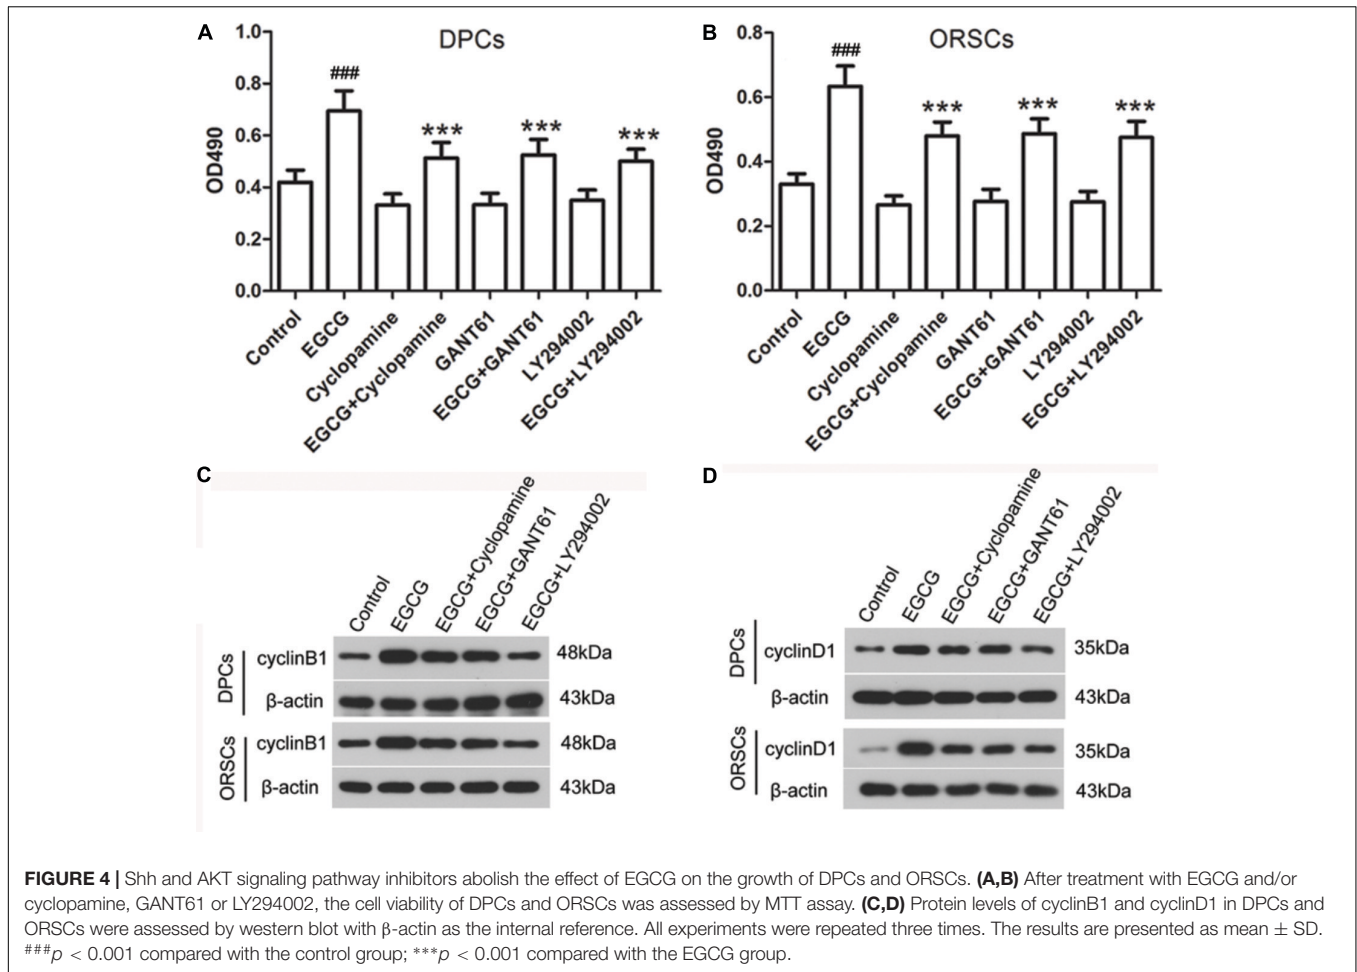 A
DPCs
1.0
0.8
0.6
0.4
0.2
0.0
OD490
###
***
***
***
Control
EGCG
Cyclopamine
EGCG+Cyclopamine
GANT61
EGCG+GANT61
LY294002
EGCG+LY294002
B
ORSCs
0.8
0.6
0.4
0.2
0.0
OD490
###
***
***
***
Control
EGCG
Cyclopamine
EGCG+Cyclopamine
GANT61
EGCG+GANT61
LY294002
EGCG+LY294002
C
Control
EGCG
EGCG+Cyclopamine
EGCG+GANT61
EGCG+LY294002
DPCs
cyclinB1 48kDa
β-actin 43kDa
ORSCs
cyclinB1 48kDa
β-actin 43kDa
D
Control
EGCG
EGCG+Cyclopamine
EGCG+GANT61
EGCG+LY294002
DPCs
cyclinD1 35kDa
β-actin 43kDa
ORSCs
cyclinD1 35kDa
β-actin 43kDa
FIGURE 4 | Shh and AKT signaling pathway inhibitors abolish the effect of EGCG on the growth of DPCs and ORSCs. (A,B) After treatment with EGCG and/or
cyclopamine, GANT61 or LY294002, the cell viability of DPCs and ORSCs was assessed by MTT assay. (C,D) Protein levels of cyclinB1 and cyclinD1 in DPCs and
ORSCs were assessed by western blot with β-actin as the internal reference. All experiments were repeated three times. The results are presented as mean ± SD.
###p < 0.001 compared with the control group; ***p < 0.001 compared with the EGCG group.